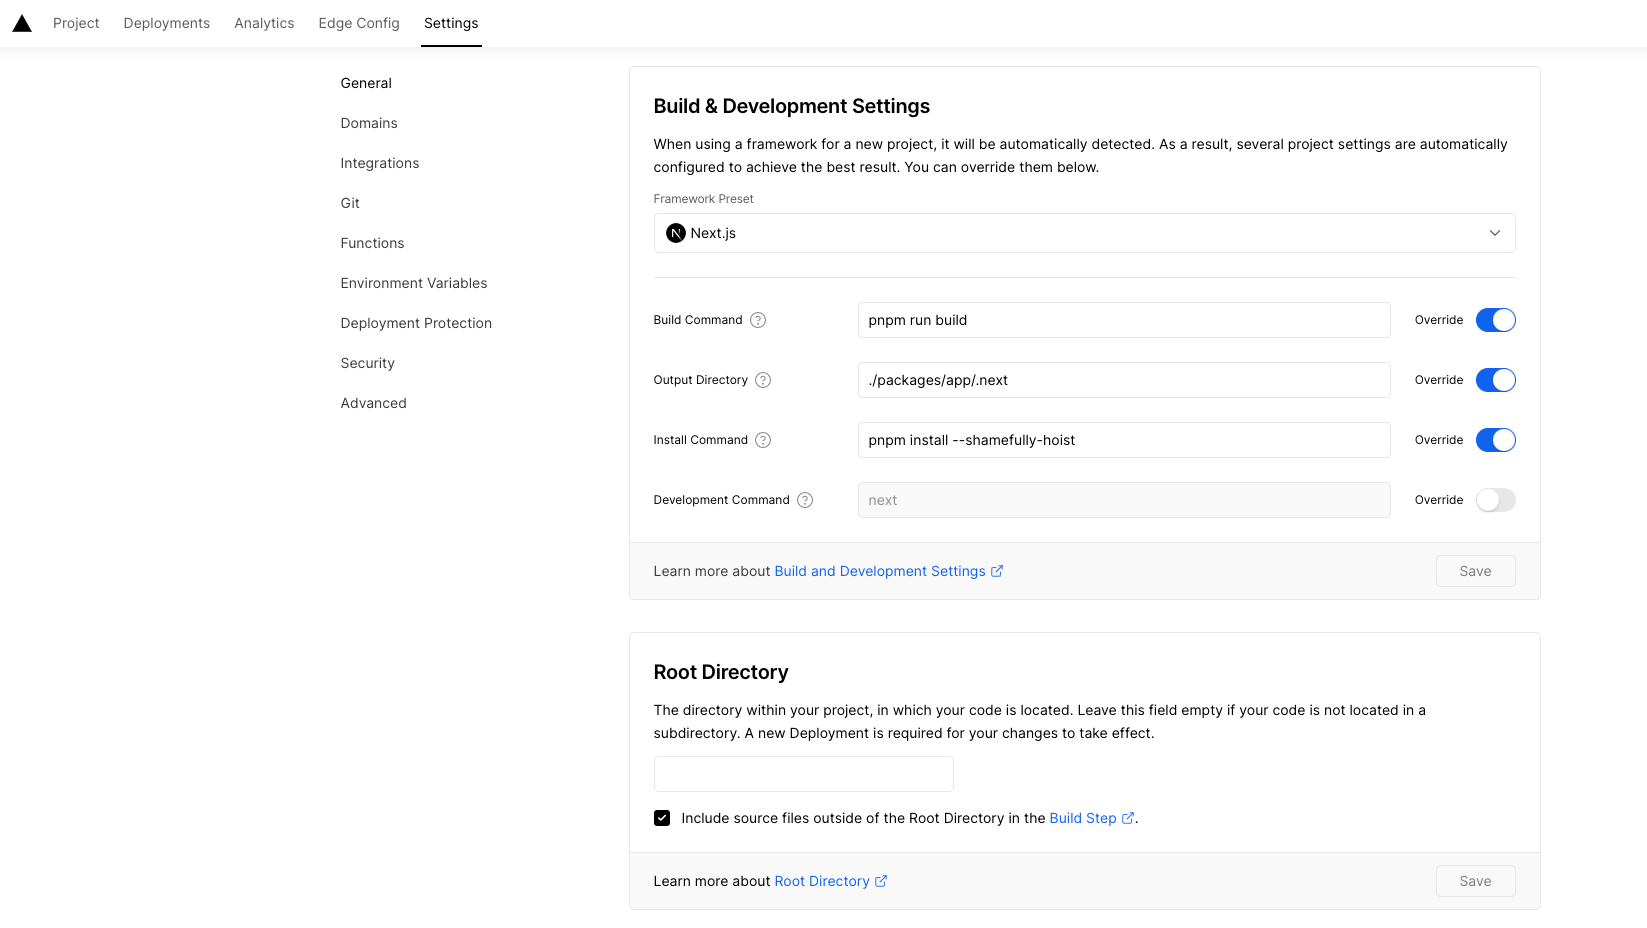 Project Deployments Analytics Edge Config Settings
General
Domains
Integrations
Git
Functions
Environment Variables
Deployment Protection
Security
Advanced
Build & Development Settings
When using a framework for a new project, it will be automatically detected. As a result, several project settings are automatically
configured to achieve the best result. You can override them below.
Framework Preset
N Next.js
Build Command ? pnpm run build Override
Output Directory ? ./packages/app/.next Override
Install Command ? pnpm install --shamefully-hoist Override
Development Command ? next Override
Learn more about Build and Development Settings Save
Root Directory
The directory within your project, in which your code is located. Leave this field empty if your code is not located in a
subdirectory. A new Deployment is required for your changes to take effect.
Include source files outside of the Root Directory in the Build Step .
Learn more about Root Directory Save